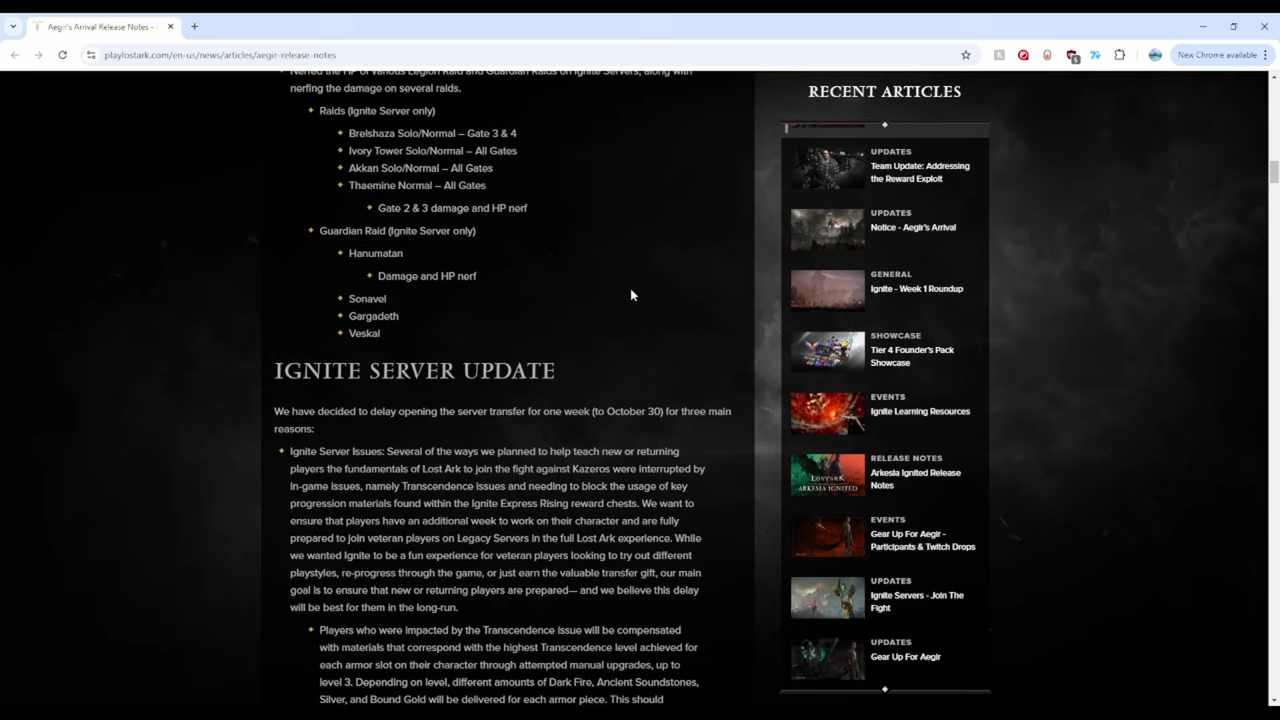 Aegir's Arrival Release Notes -
New Chrome available
playlostark.com/en-us/news/articles/aegir-release-notes
Nerfed the HP of various Legion Raid and Guardian Raids on Ignite Servers, along with
nerfing the damage on several raids.
Raids (Ignite Server only)
Brelshaza Solo/Normal – Gate 3 & 4
Ivory Tower Solo/Normal – All Gates
Akkan Solo/Normal – All Gates
Thaemine Normal – All Gates
Gate 2 & 3 damage and HP nerf
Guardian Raid (Ignite Server only)
Hanumatan
Damage and HP nerf
Sonavel
Gargadeth
Veskal
IGNITE SERVER UPDATE
We have decided to delay opening the server transfer for one week (to October 30) for three main
reasons:
Ignite Server Issues: Several of the ways we planned to help teach new or returning
players the fundamentals of Lost Ark to join the fight against Kazeros were interrupted by
in-game issues, namely Transcendence issues and needing to block the usage of key
progression materials found within the Ignite Express Rising reward chests. We want to
ensure that players have an additional week to work on their character and are fully
prepared to join veteran players on Legacy Servers in the full Lost Ark experience. While
we wanted Ignite to be a fun experience for veteran players looking to try out different
playstyles, re-progress through the game, or just earn the valuable transfer gift, our main
goal is to ensure that new or returning players are prepared— and we believe this delay
will be best for them in the long-run.
Players who were impacted by the Transcendence issue will be compensated
with materials that correspond with the highest Transcendence level achieved for
each armor slot on their character through attempted manual upgrades, up to
level 3. Depending on level, different amounts of Dark Fire, Ancient Soundstones,
Silver, and Bound Gold will be delivered for each armor piece. This should
RECENT ARTICLES
UPDATES
Team Update: Addressing
the Reward Exploit
UPDATES
Notice - Aegir's Arrival
GENERAL
Ignite - Week 1 Roundup
SHOWCASE
Tier 4 Founder's Pack
Showcase
EVENTS
Ignite Learning Resources
RELEASE NOTES
Arkesia Ignited Release
Notes
LOST ARK
ARKESIA IGNITED
EVENTS
Gear Up For Aegir -
Participants & Twitch Drops
UPDATES
Ignite Servers - Join The
Fight
UPDATES
Gear Up For Aegir